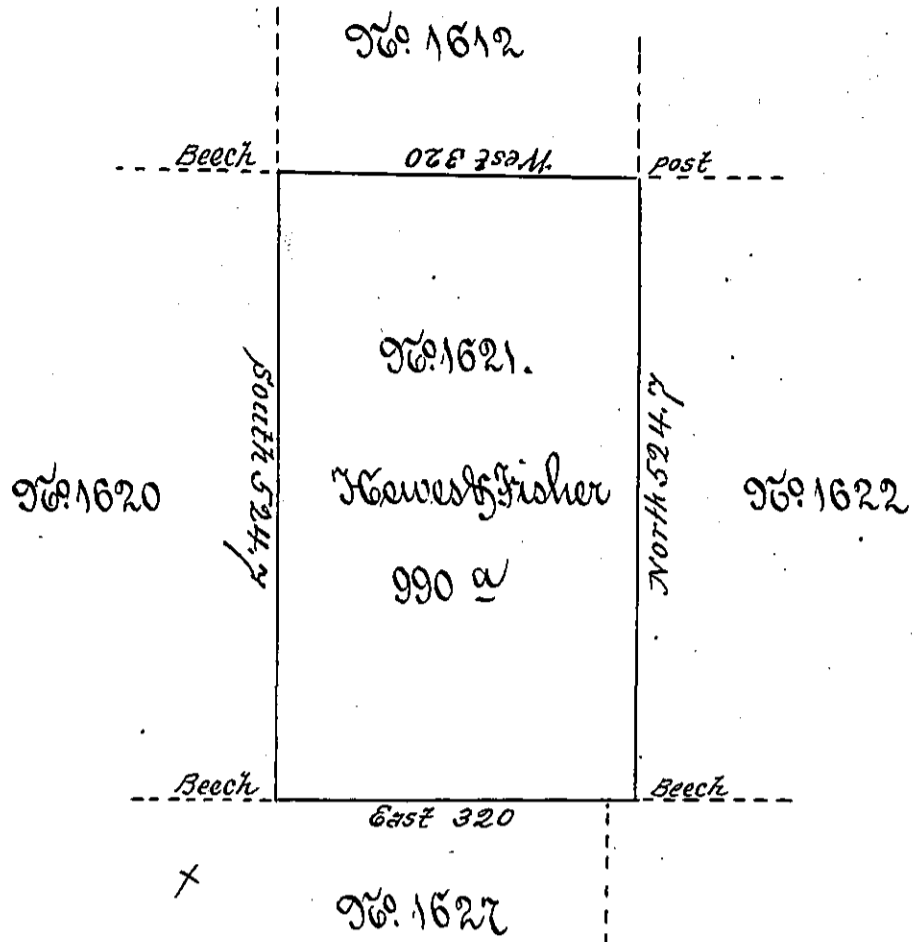 No. 1612
Beech
West 320
post
No. 1621.
South 524.7
North 524.7
No. 1620
Hewes & Fisher
No. 1622
990 a
Beech
East 320
Beech
X
No. 1627